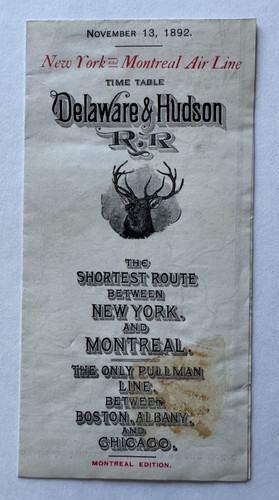 NOVEMBER 13, 1892.
New York and Montreal Air Line
TIME TABLE
Delaware & Hudson
R.R
THE
SHORTEST ROUTE
BETWEEN
NEW YORK.
AND
MONTREAL.
THE ONLY PULLMAN
LINE.
BETWEEN
BOSTON, ALBANY.
AND
CHICAGO.
MONTREAL EDITION.